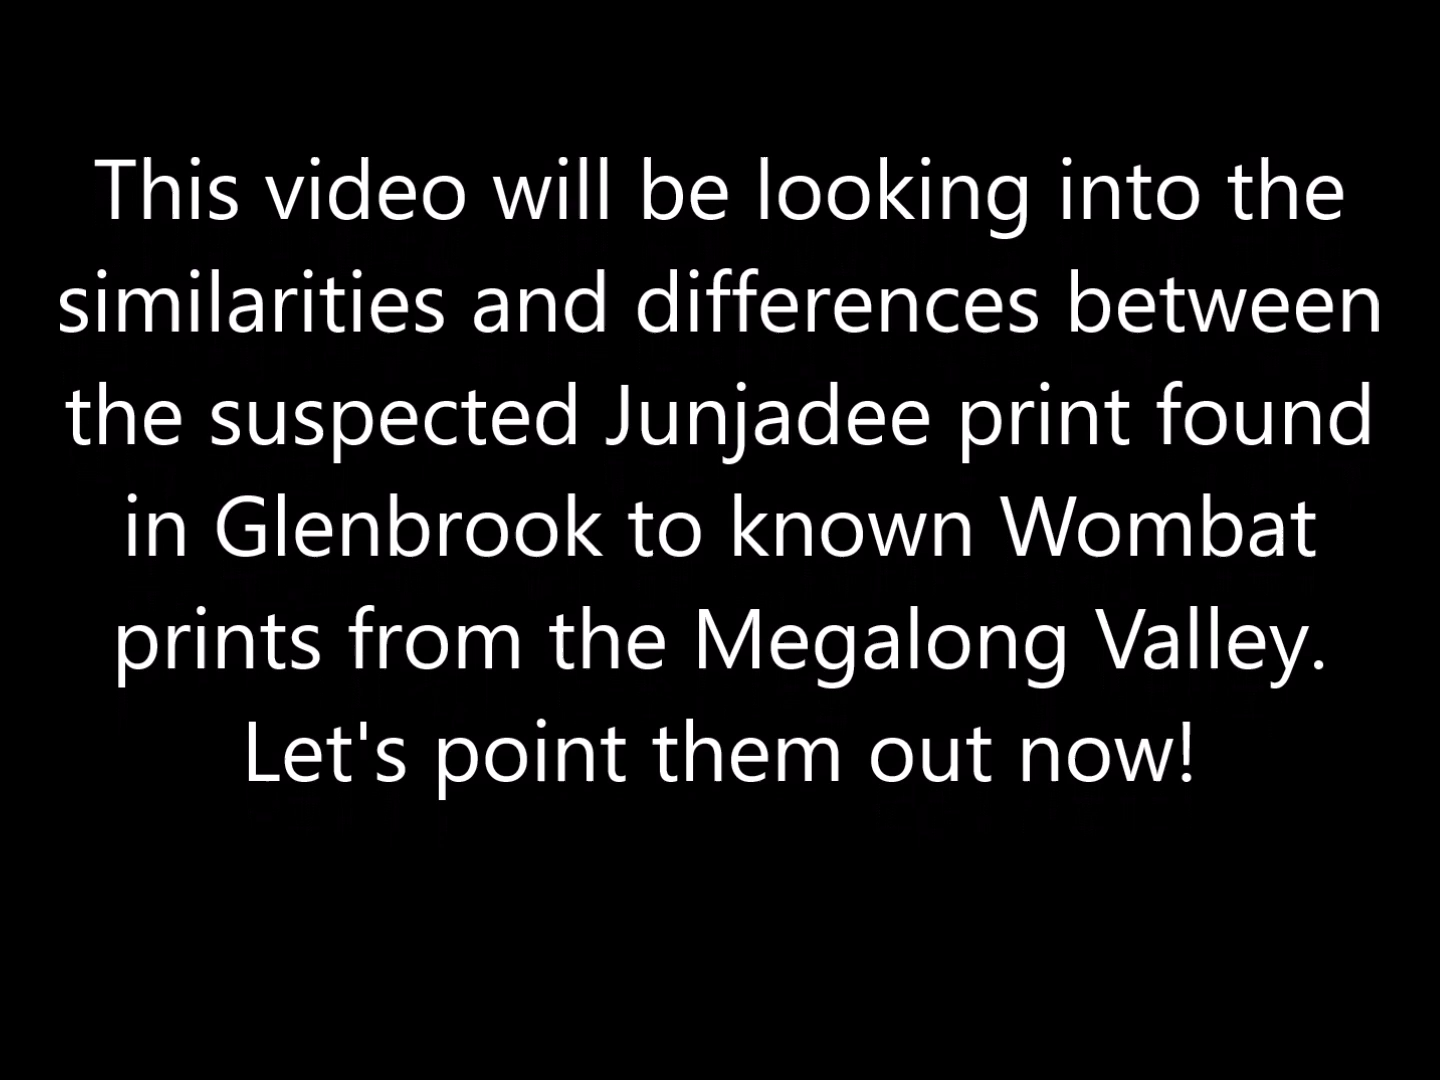 This video will be looking into the
similarities and differences between
the suspected Junjadee print found
in Glenbrook to known Wombat
prints from the Megalong Valley.
Let's point them out now!